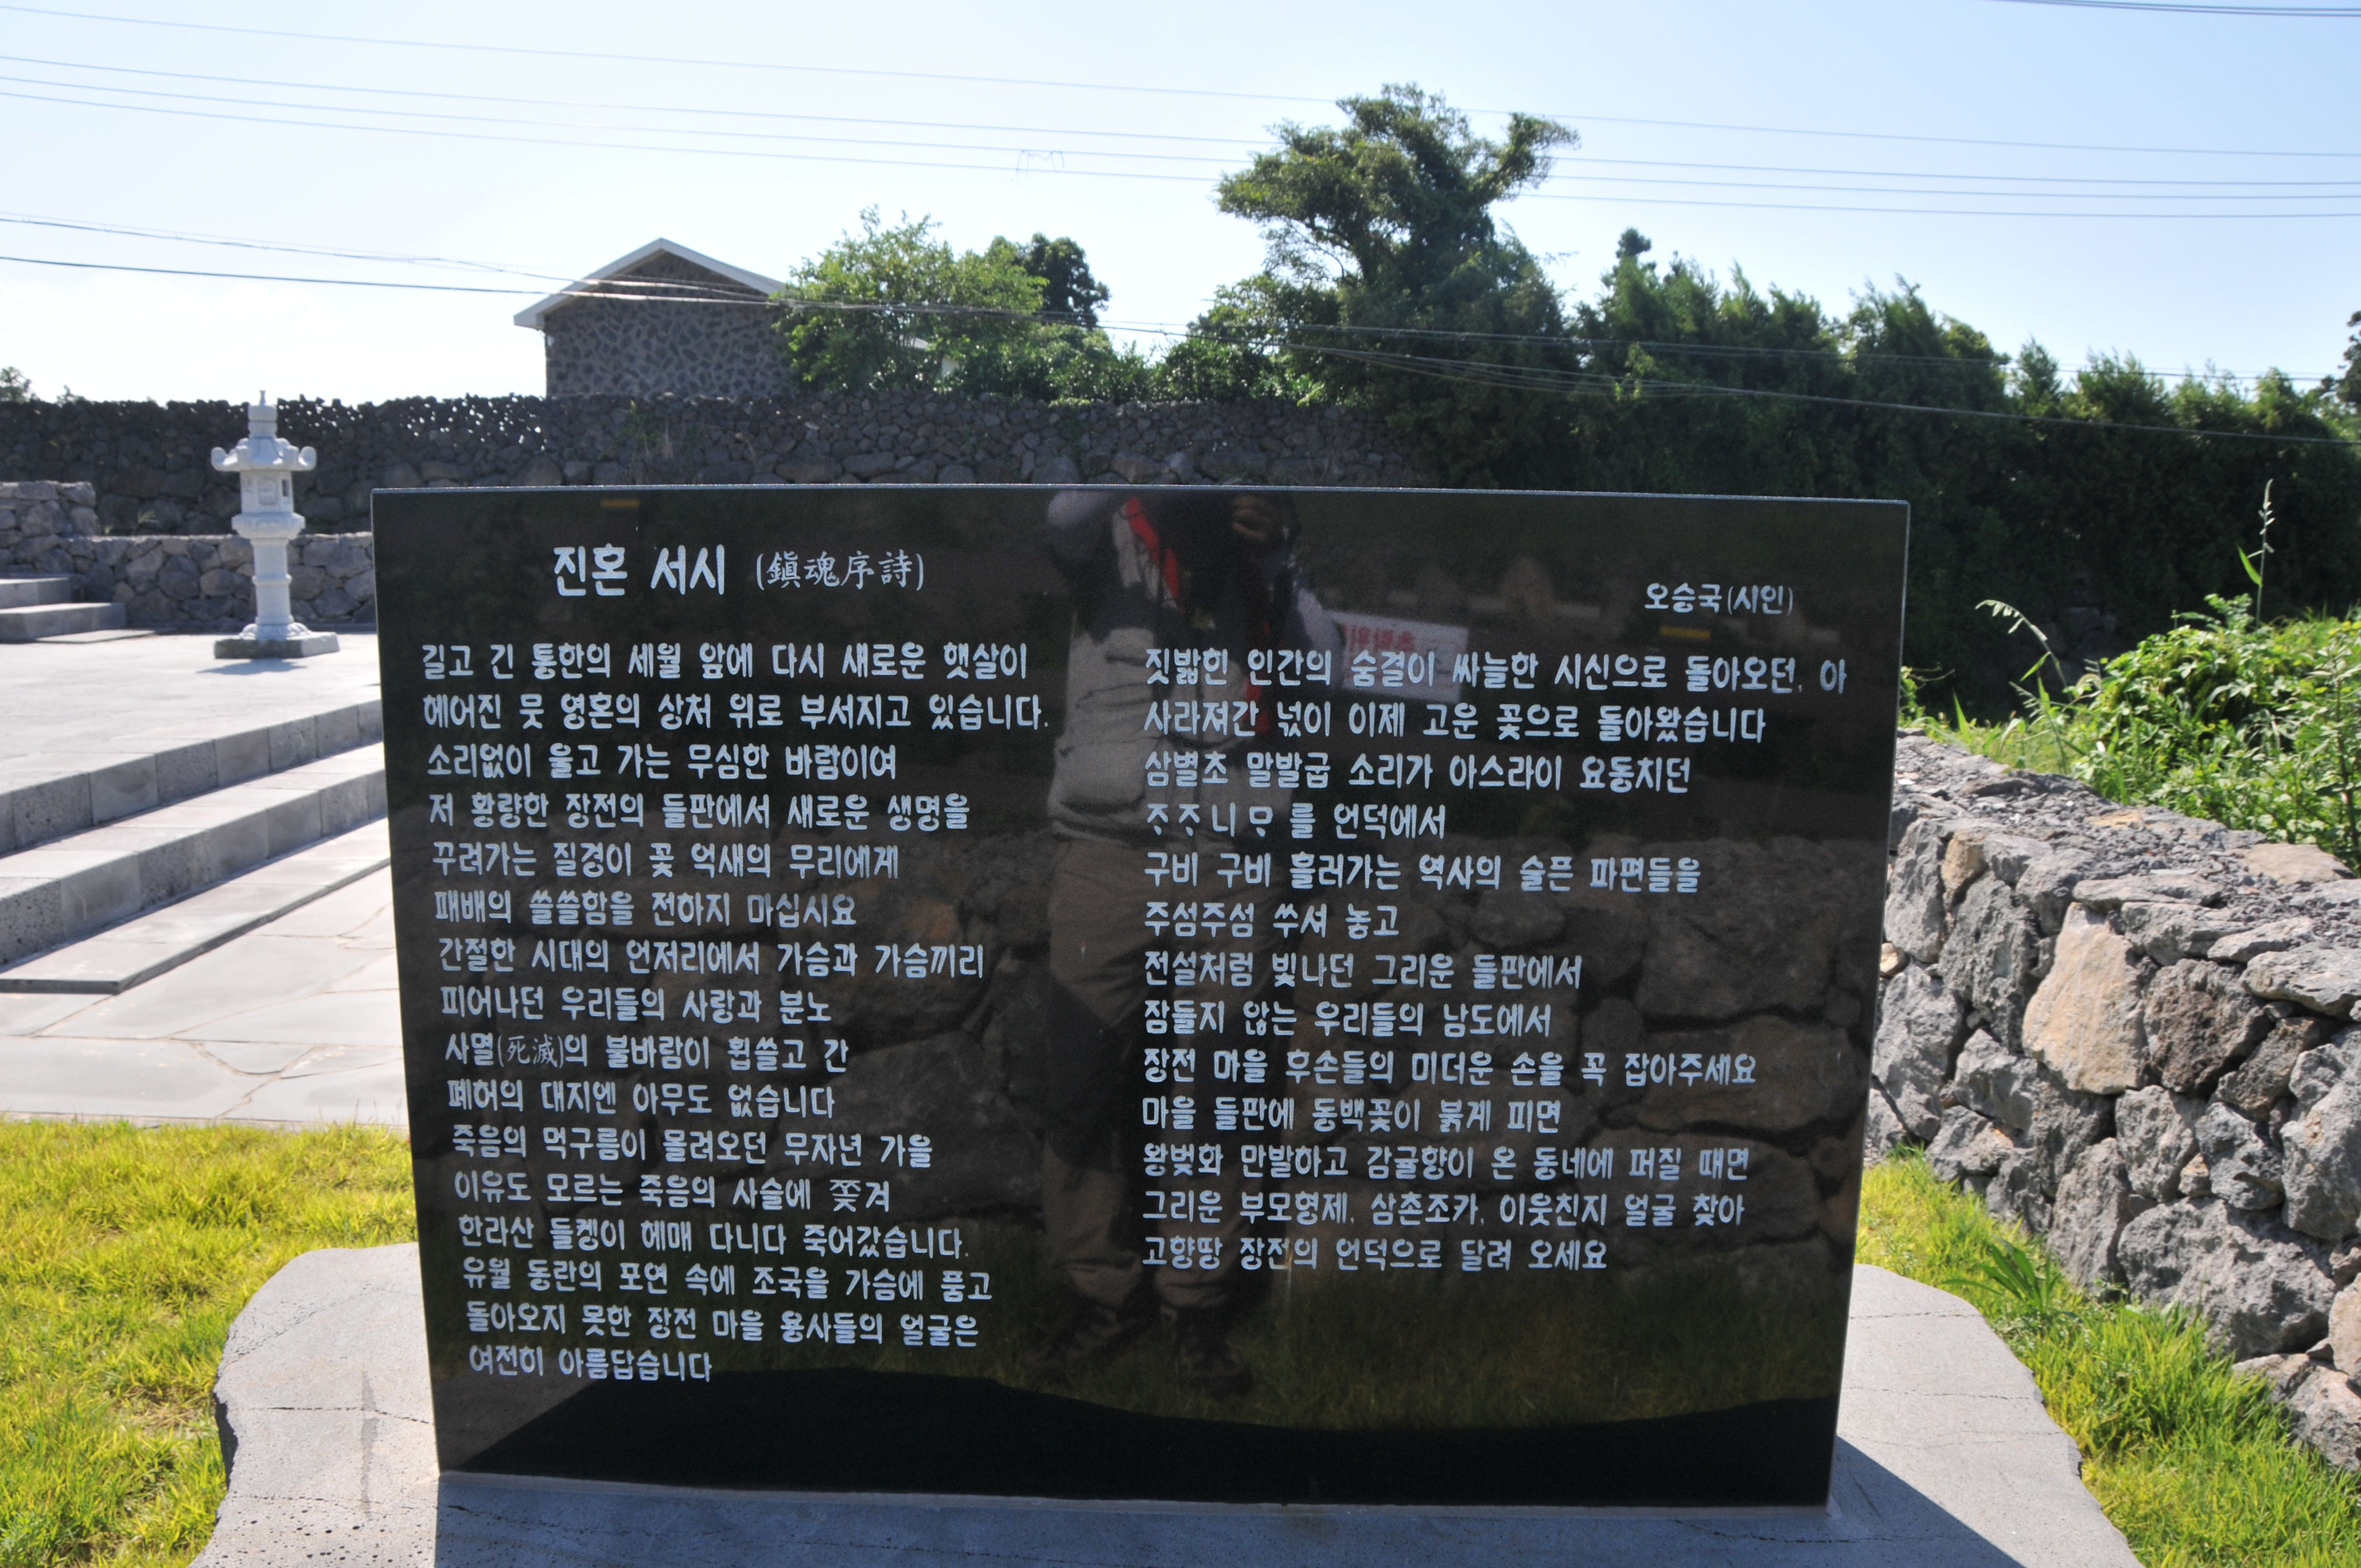 진혼 서시 (鎭魂序詩)
오승국(시인)
길고 긴 통한의 세월 앞에 다시 새로운 햇살이
헤어진 뭇 영혼의 상처 위로 부서지고 있습니다.
소리없이 울고 가는 무심한 바람이여
저 황량한 장전의 들판에서 새로운 생명을
꾸려가는 질경이 꽃 억새의 무리에게
패배의 쓸쓸함을 전하지 마십시요
간절한 시대의 언저리에서 가슴과 가슴끼리
피어나던 우리들의 사랑과 분노
사멸(死滅)의 불바람이 휩쓸고 간
폐허의 대지엔 아무도 없습니다
죽음의 먹구름이 몰려오던 무자년 가을
이유도 모르는 죽음의 사슬에 쫓겨
한라산 들켕이 헤매 다니다 죽어갔습니다.
유월 동란의 포연 속에 조국을 가슴에 품고
돌아오지 못한 장전 마을 용사들의 얼굴은
여전히 아름답습니다
짓밟힌 인간의 숨결이 싸늘한 시신으로 돌아오던, 아
사라져간 넋이 이제 고운 꽃으로 돌아왔습니다
삼별초 말발굽 소리가 아스라이 요동치던
를 언덕에서
구비 구비 흘러가는 역사의 슬픈 파편들을
주섬주섬 쑤셔 놓고
전설처럼 빛나던 그리운 들판에서
잠들지 않는 우리들의 남도에서
장전 마을 후손들의 미더운 손을 꼭 잡아주세요
마을 들판에 동백꽃이 붉게 피면
왕벚화 만발하고 감귤향이 온 동네에 퍼질 때면
그리운 부모형제, 삼촌조카, 이웃친지 얼굴 찾아
고향땅 장전의 언덕으로 달려 오세요